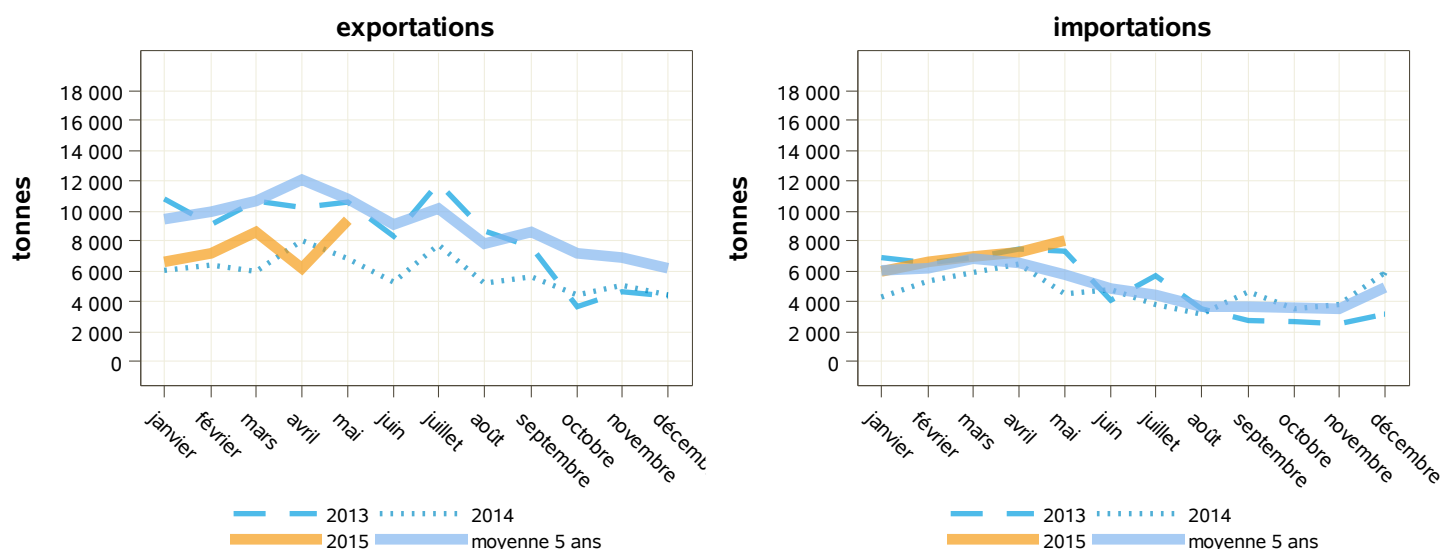 exportations
tonnes
18 000
16 000
14 000
12 000
10 000
8 000
6 000
4 000
2 000
0
janvier
février
mars
avril
mai
juin
juillet
août
septembre
octobre
novembre
décemb
2013
2014
2015
moyenne 5 ans
importations
tonnes
18 000
16 000
14 000
12 000
10 000
8 000
6 000
4 000
2 000
0
janvier
février
mars
avril
mai
juin
juillet
août
septembre
octobre
novembre
décembre
2013
2014
2015
moyenne 5 ans